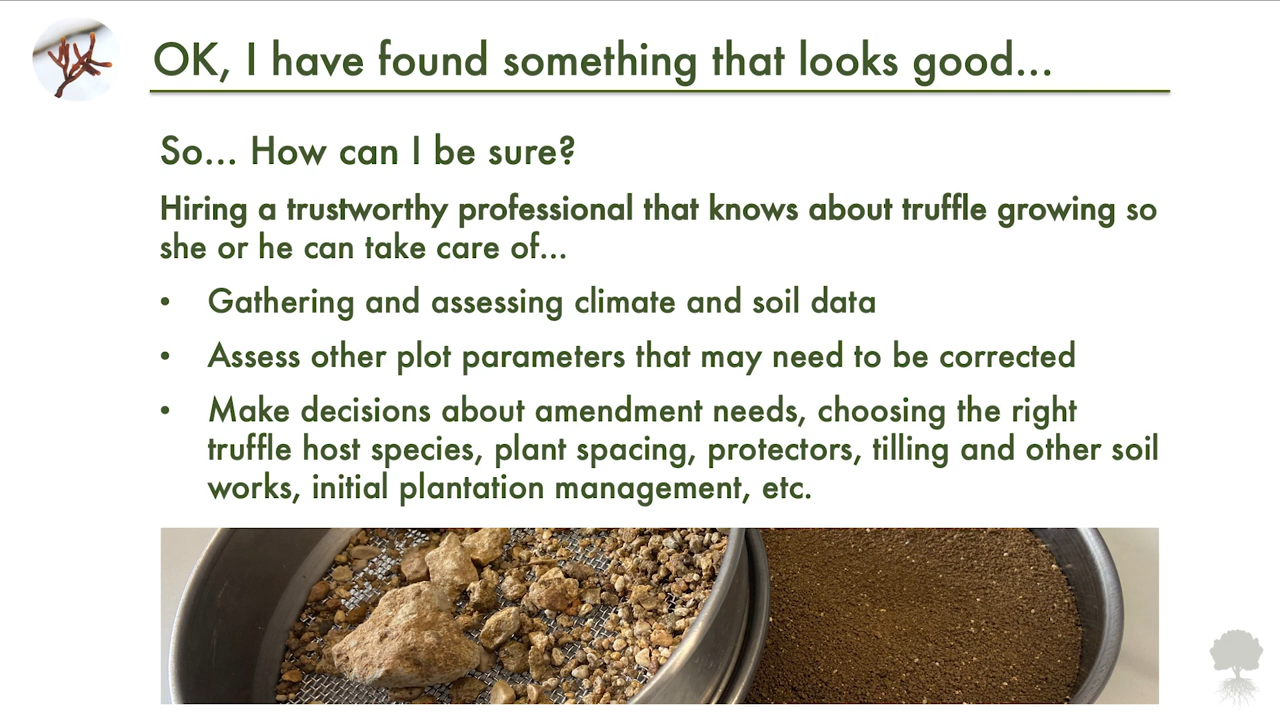 OK, I have found something that looks good...
So... How can I be sure?
Hiring a trustworthy professional that knows about truffle growing so
she or he can take care of...
• Gathering and assessing climate and soil data
• Assess other plot parameters that may need to be corrected
• Make decisions about amendment needs, choosing the right
truffle host species, plant spacing, protectors, tilling and other soil
works, initial plantation management, etc.